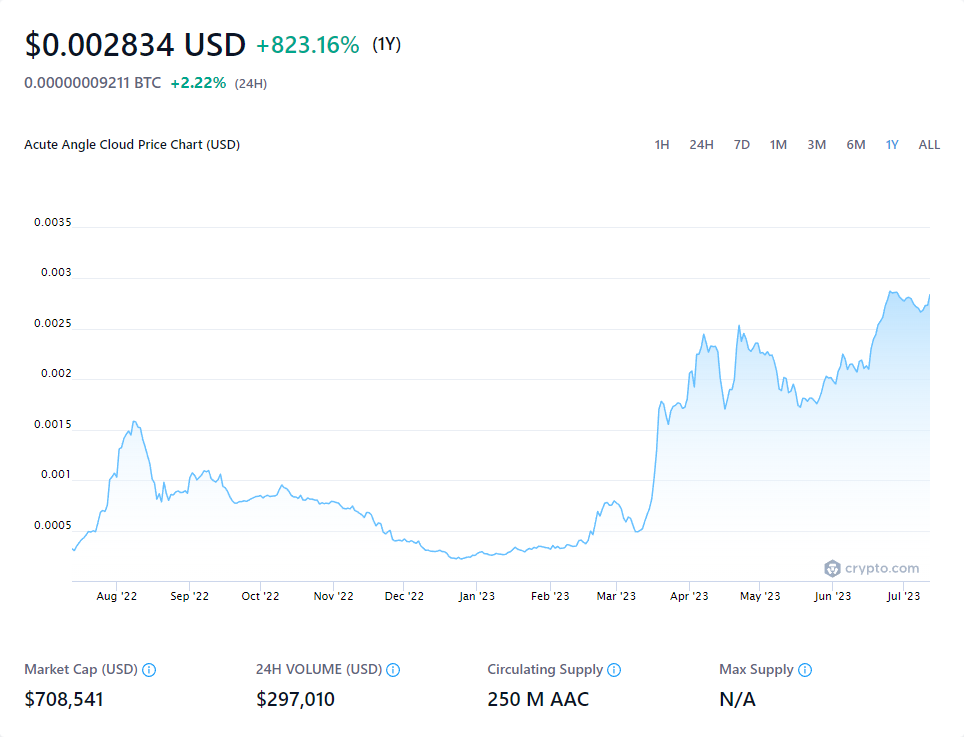 $0.002834 USD +823.16% (1Y)
0.00000009211 BTC +2.22% (24H)
Acute Angle Cloud Price Chart (USD) 1H 24H 7D 1M 3M 6M 1Y ALL
0.0035
0.003
0.0025
0.002
0.0015
0.001
0.0005
crypto.com
Aug '22 Sep '22 Oct '22 Nov '22 Dec '22 Jan '23 Feb '23 Mar '23 Apr '23 May '23 Jun '23 Jul '23
Market Cap (USD) 24H VOLUME (USD) Circulating Supply Max Supply
$708,541 $297,010 250 M AAC N/A